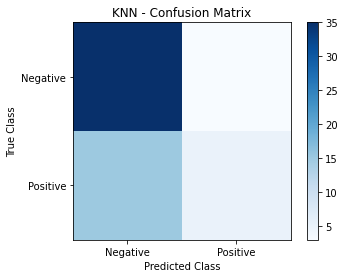 KNN - Confusion Matrix
True Class
Negative
Positive
Negative
Positive
Predicted Class
35
30
25
20
15
10
5